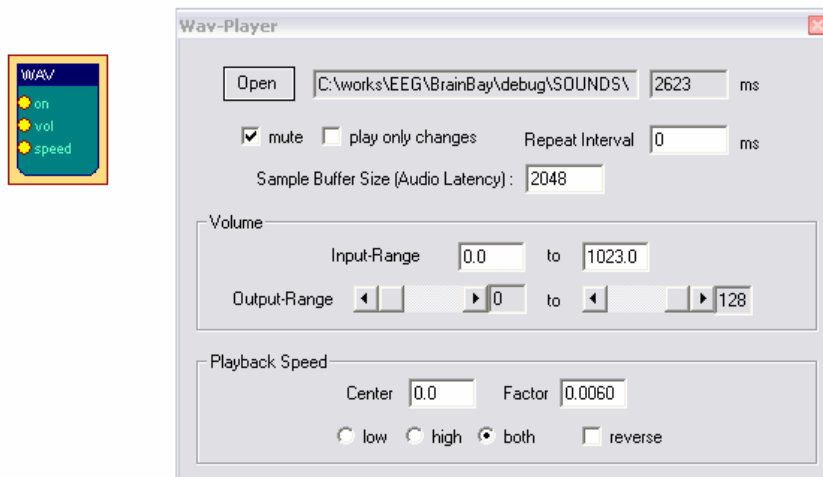 Wav-Player
WAV
on
vol
speed
Open C:\works\EEG\BrainBay\debug\SOUNDS\ 2623 ms
mute play only changes Repeat Interval 0 ms
Sample Buffer Size (Audio Latency) : 2048
Volume
Input-Range 0.0 to 1023.0
Output-Range 0 to 128
Playback Speed
Center 0.0 Factor 0.0060
low high both reverse